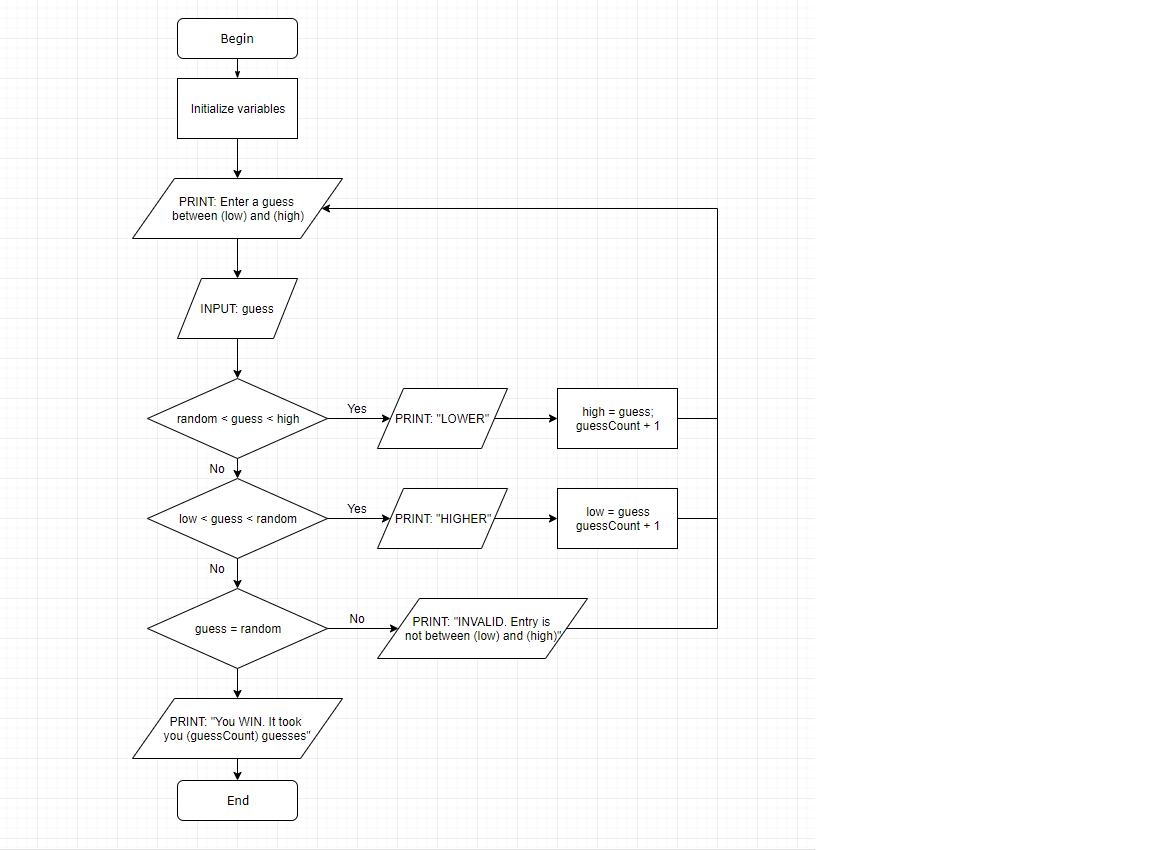 Begin
Initialize variables
PRINT: Enter a guess
between (low) and (high)
INPUT: guess
random < guess < high
Yes
PRINT: "LOWER"
high = guess;
guessCount + 1
No
low < guess < random
Yes
PRINT: "HIGHER"
low = guess
guessCount + 1
No
guess = random
No
PRINT: "INVALID. Entry is
not between (low) and (high)"
PRINT: "You WIN. It took
you (guessCount) guesses"
End